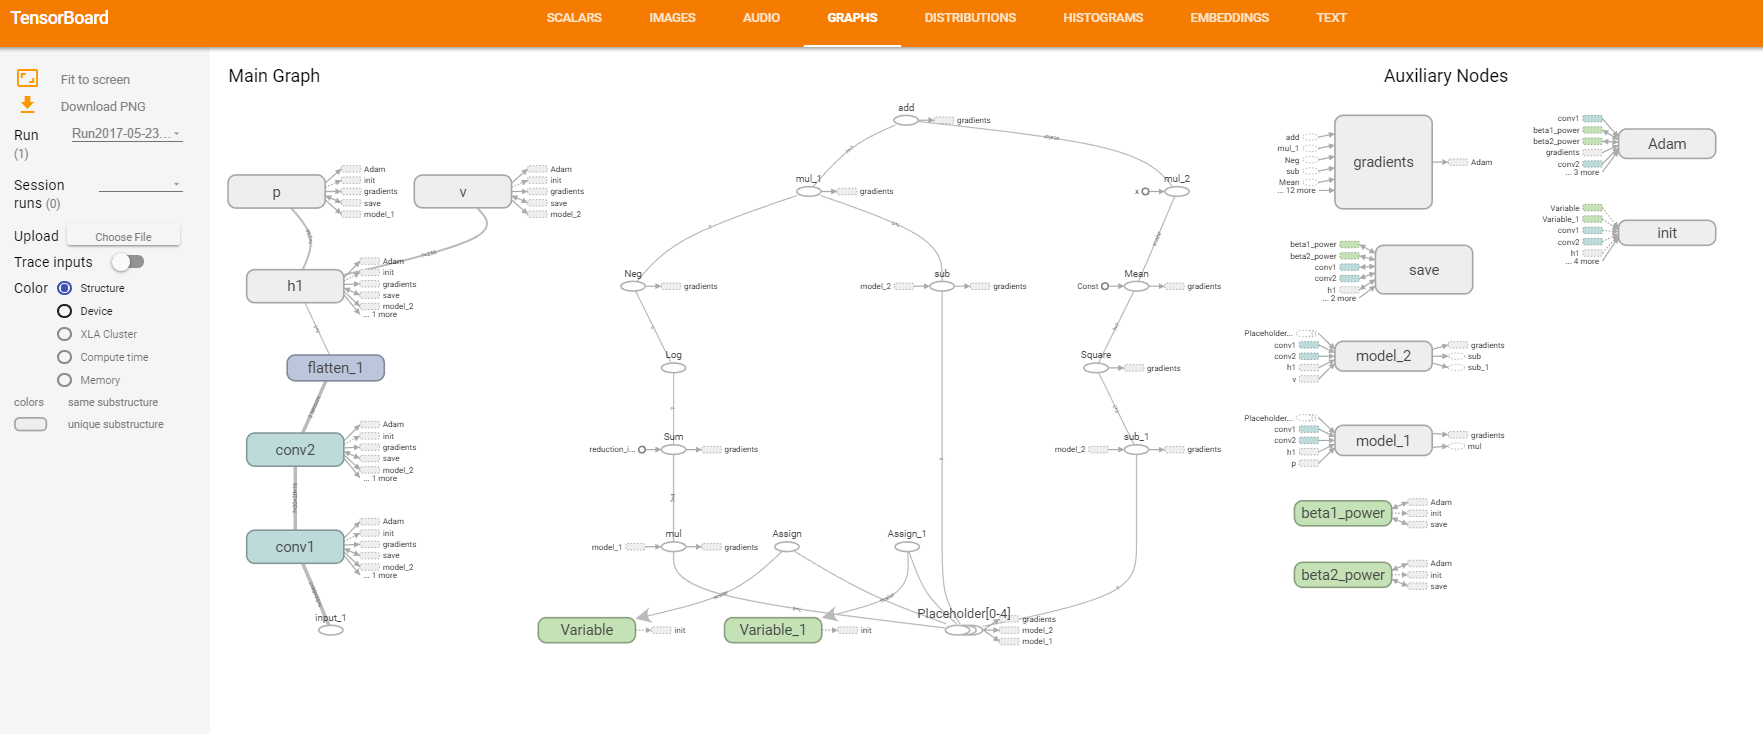 TensorBoard
SCALARS
IMAGES
AUDIO
GRAPHS
DISTRIBUTIONS
HISTOGRAMS
EMBEDDINGS
TEXT
Fit to screen
Download PNG
Run
(1)
Run2017-05-23...
Session
runs (0)
Upload
Choose File
Trace inputs
Color
Structure
Device
XLA Cluster
Compute time
Memory
colors
same substructure
unique substructure
Main Graph
p
Adam
init
gradients
save
model_1
v
Adam
init
gradients
save
model_2
h1
Adam
init
gradients
save
model_2
... 1 more
flatten_1
conv2
Adam
init
gradients
save
model_2
... 1 more
conv1
Adam
init
gradients
save
model_2
... 1 more
input_1
add
gradients
mul_1
gradients
x
mul_2
Neg
gradients
model_2
sub
gradients
Const
Mean
gradients
Log
Square
gradients
reduction_i...
Sum
gradients
model_2
sub_1
gradients
model_1
mul
gradients
Assign
Assign_1
Variable
init
Variable_1
init
Placeholder[0-4]
gradients
model_2
model_1
Auxiliary Nodes
add
mul_1
Neg
sub
Mean
... 12 more
gradients
Adam
conv1
beta1_power
beta2_power
gradients
conv2
... 3 more
Adam
beta1_power
beta2_power
conv1
conv2
h1
... 2 more
save
Variable
Variable_1
conv1
conv2
h1
... 4 more
init
Placeholder...
conv1
conv2
h1
v
model_2
gradients
sub
sub_1
Placeholder...
conv1
conv2
h1
p
model_1
gradients
mul
beta1_power
Adam
init
save
beta2_power
Adam
init
save